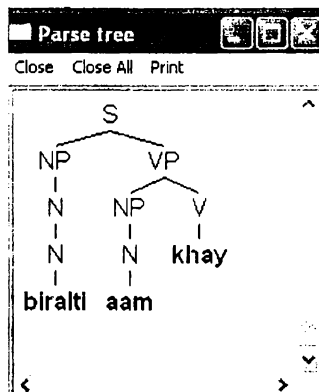 Parse tree
Close Close All Print
S
NP VP
N NP V
N N khay
biralti aam